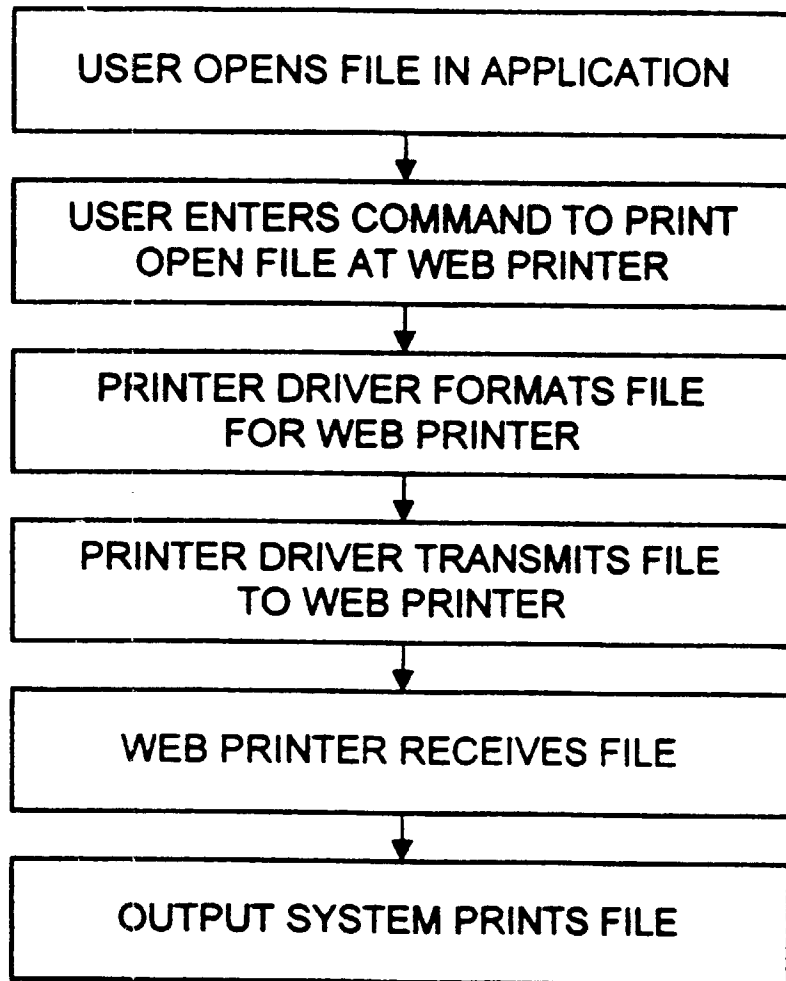 USER OPENS FILE IN APPLICATION
USER ENTERS COMMAND TO PRINT
OPEN FILE AT WEB PRINTER
PRINTER DRIVER FORMATS FILE
FOR WEB PRINTER
PRINTER DRIVER TRANSMITS FILE
TO WEB PRINTER
WEB PRINTER RECEIVES FILE
OUTPUT SYSTEM PRINTS FILE